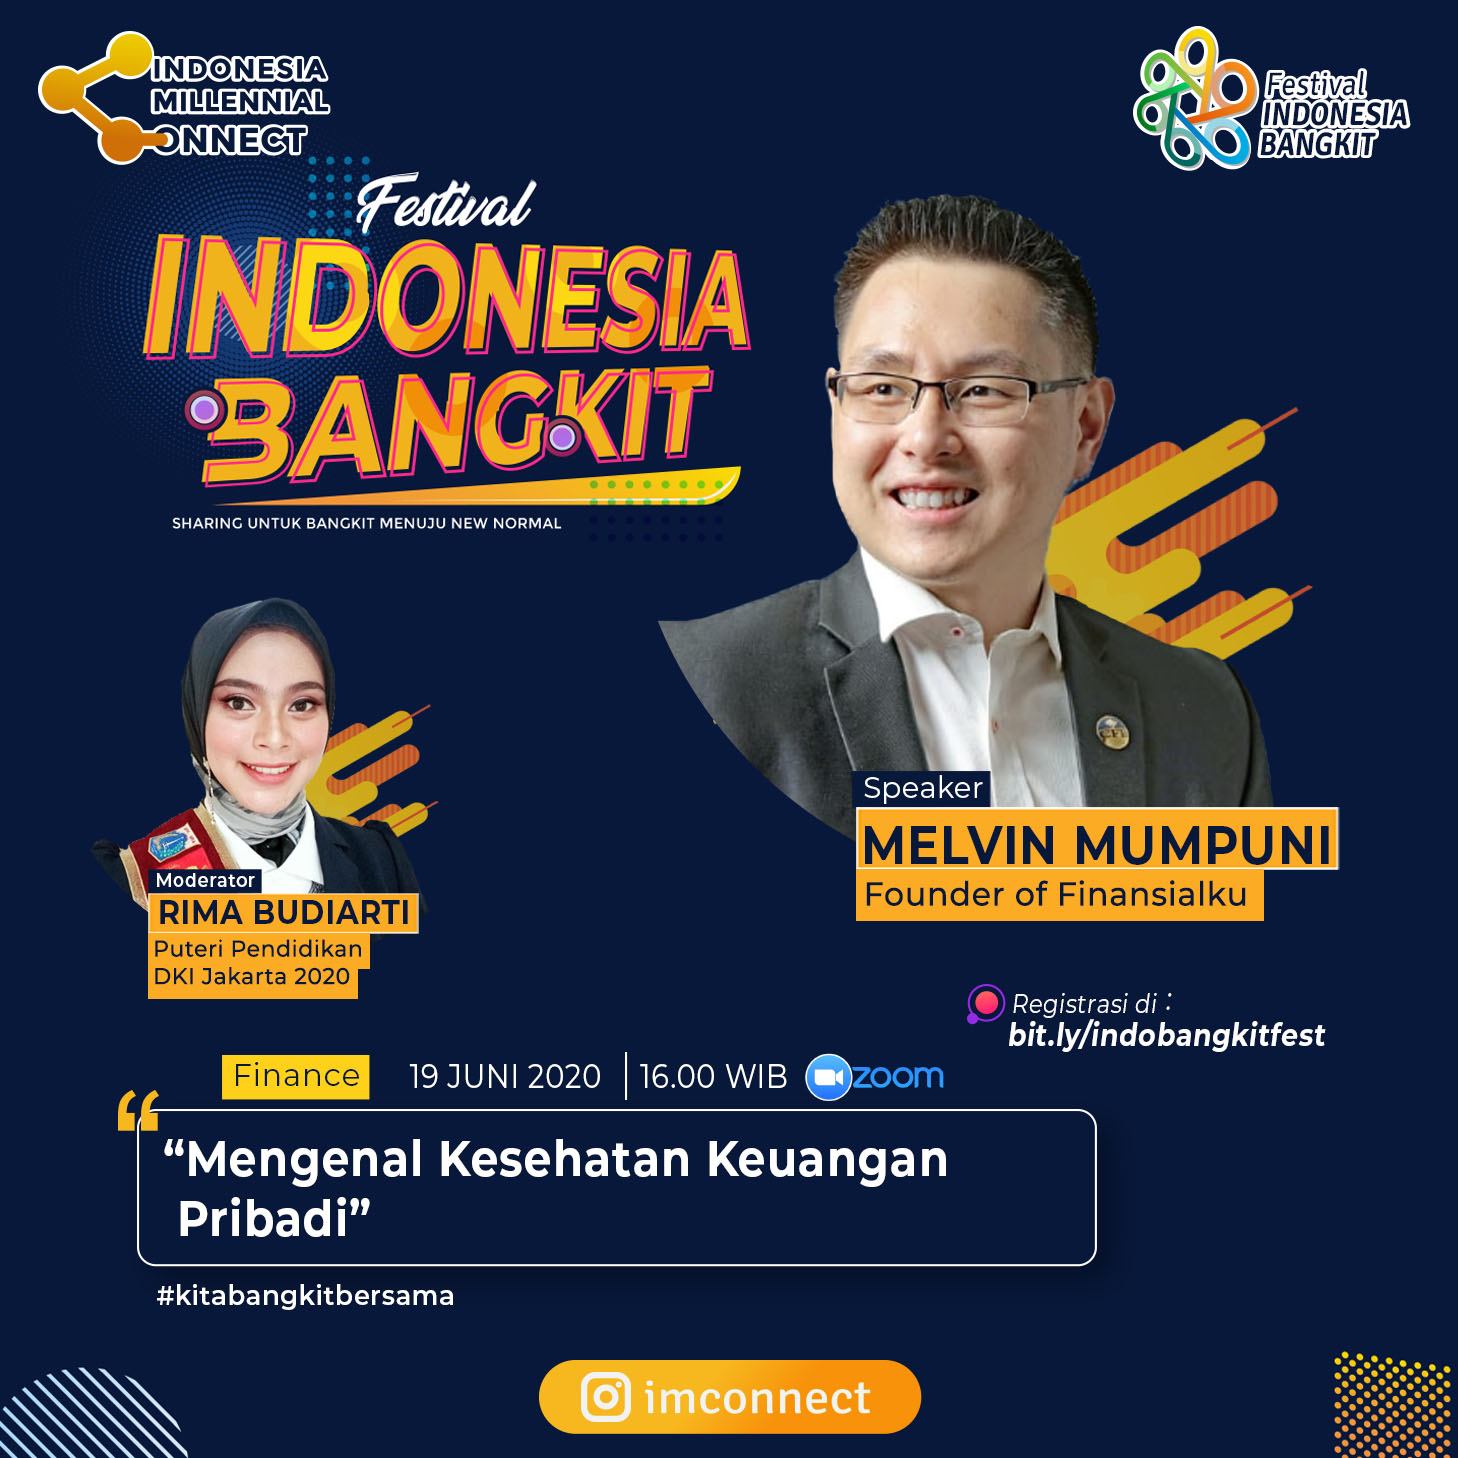 INDONESIA
MILLENNIAL
CONNECT
Festival
INDONESIA
BANGKIT
Festival
INDONESIA
BANGKIT
SHARING UNTUK BANGKIT MENUJU NEW NORMAL
Speaker
MELVIN MUMPUNI
Founder of Finansialku
Moderator
RIMA BUDIARTI
Puteri Pendidikan
DKI Jakarta 2020
Registrasi di :
bit.ly/indobangkitfest
Finance 19 JUNI 2020 | 16.00 WIB zoom
“Mengenal Kesehatan Keuangan
Pribadi”
#kitabangkitbersama
imconnect